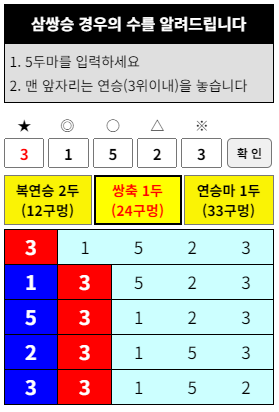 삼쌍승 경우의 수를 알려드립니다
1. 5두마를 입력하세요
2. 맨 앞자리는 연승(3위이내)을 놓습니다
★ ◎ ○ △ ※
3 1 5 2 3 확 인
복연승 2두 쌍축 1두 연승마 1두
(12구멍) (24구멍) (33구멍)
3 1 5 2 3
1 3 5 2 3
5 3 1 2 3
2 3 1 5 3
3 3 1 5 2